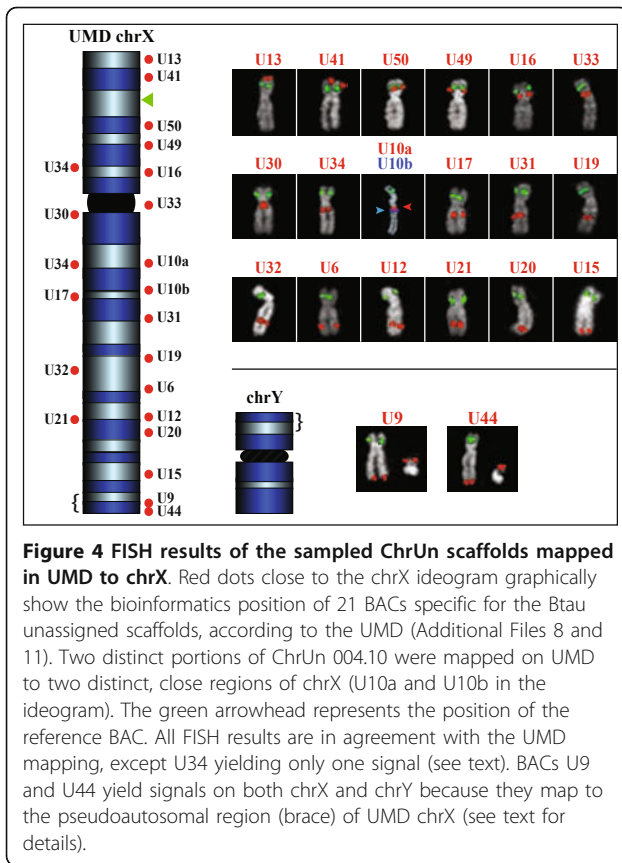 UMD chrX
U13
U41
U50
U49
U34
U16
U33
U30
U34
U10a
U10b
U17
U31
U19
U32
U6
U12
U21
U20
U15
{
U9
U44
U13 U41 U50 U49 U16 U33
U10a
U30 U34 U10b U17 U31 U19
U32 U6 U12 U21 U20 U15
chrY
}
U9 U44
Figure 4 FISH results of the sampled ChrUn scaffolds mapped
in UMD to chrX. Red dots close to the chrX ideogram graphically
show the bioinformatics position of 21 BACs specific for the Btau
unassigned scaffolds, according to the UMD (Additional Files 8 and
11). Two distinct portions of ChrUn 004.10 were mapped on UMD
to two distinct, close regions of chrX (U10a and U10b in the
ideogram). The green arrowhead represents the position of the
reference BAC. All FISH results are in agreement with the UMD
mapping, except U34 yielding only one signal (see text). BACs U9
and U44 yield signals on both chrX and chrY because they map to
the pseudoautosomal region (brace) of UMD chrX (see text for
details).